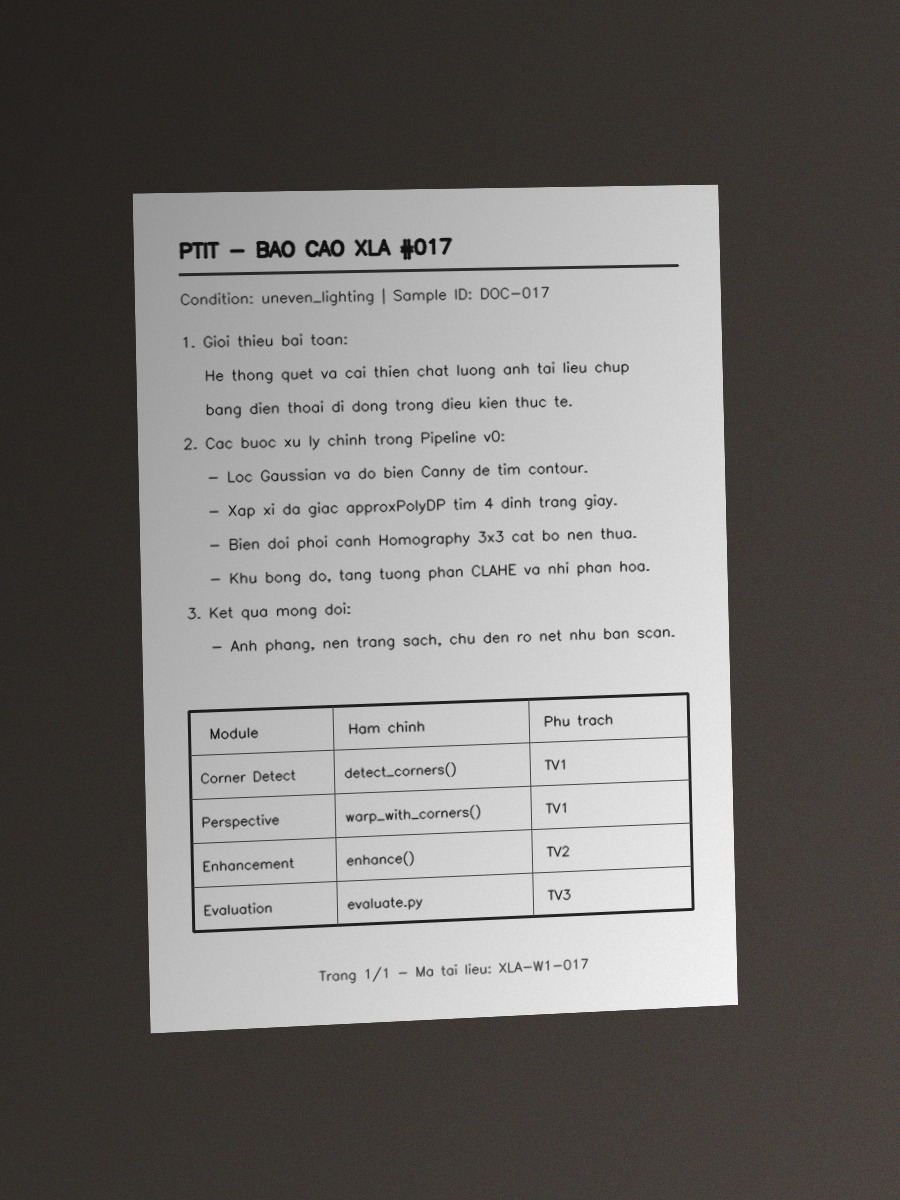 PTIT - BAO CAO XLA #017
Condition: uneven_lighting | Sample ID: DOC-017
1. Gioi thieu bai toan:
He thong quet va cai thien chat luong anh tai lieu chup
bang dien thoai di dong trong dieu kien thuc te.
2. Cac buoc xu ly chinh trong Pipeline v0:
- Loc Gaussian va do bien Canny de tim contour.
- Xap xi da giac approxPolyDP tim 4 dinh trang giay.
- Bien doi phoi canh Homography 3x3 cat bo nen thua.
- Khu bong do, tang tuong phan CLAHE va nhi phan hoa.
3. Ket qua mong doi:
- Anh phang, nen trang sach, chu den ro net nhu ban scan.
Module Ham chinh Phu trach
Corner Detect detect_corners() TV1
Perspective warp_with_corners() TV1
Enhancement enhance() TV2
Evaluation evaluate.py TV3
Trang 1/1 - Ma tai lieu: XLA-W1-017